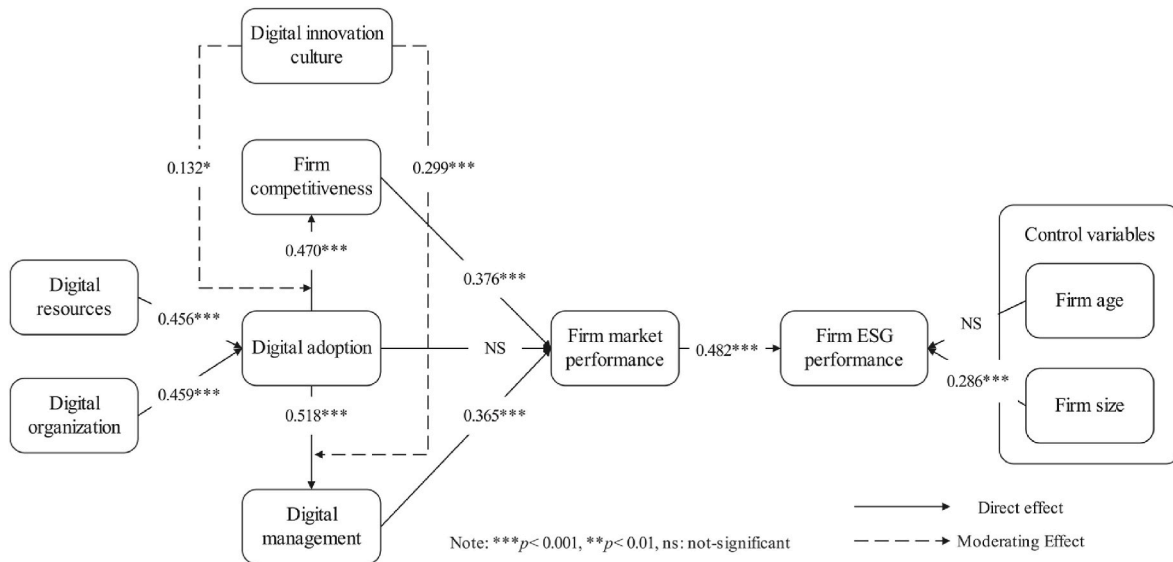 Digital innovation
culture
0.132*
Firm
competitiveness
0.299***
0.470***
Control variables
Digital
resources
0.456***
0.376***
Firm age
NS
Digital adoption
NS
Firm market
performance
0.482***
Firm ESG
performance
Digital
organization
0.459***
0.518***
0.365***
0.286***
Firm size
Digital
management
Direct effect
Note: ***p< 0.001, **p< 0.01, ns: not-significant
Moderating Effect